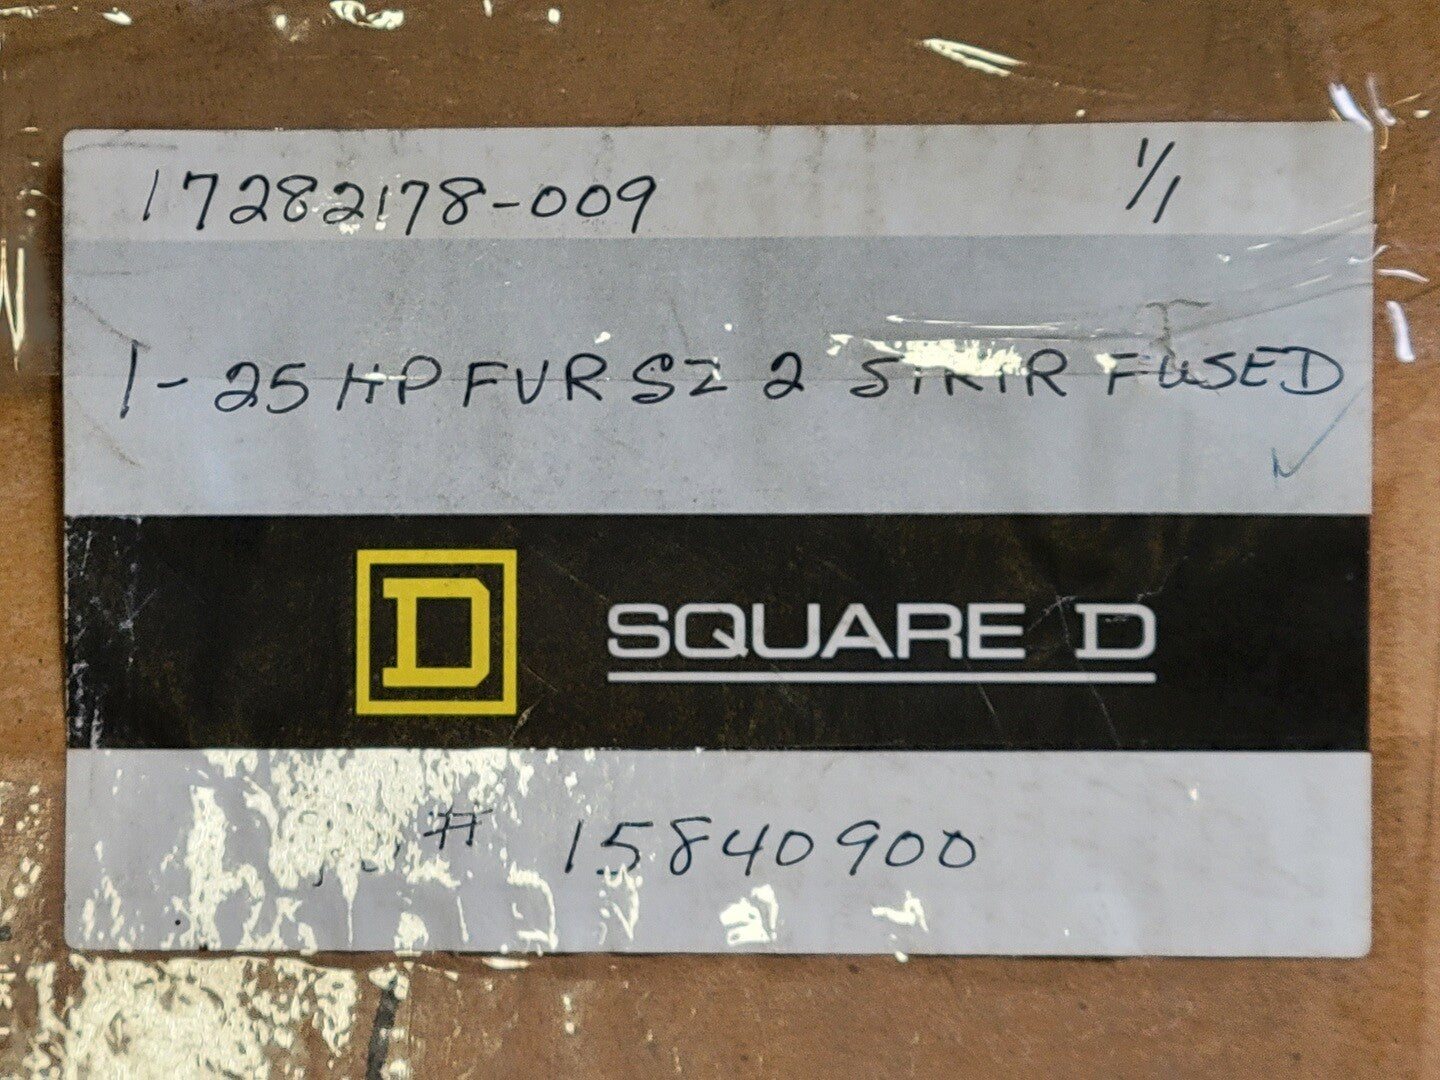 17282178-009 1/1
1- 25 HP FVR SZ 2 STRTR FUSED
D SQUARE D
# 15840900